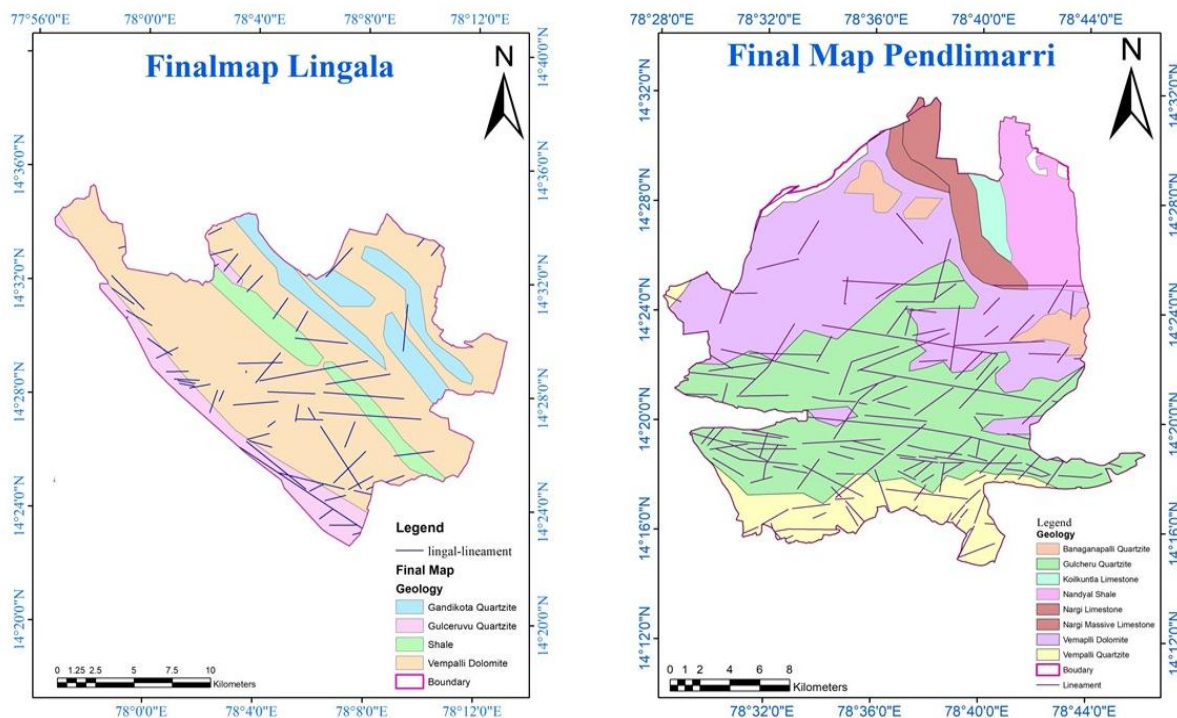 77°56'0"E 78°0'0"E 78°4'0"E 78°8'0"E 78°12'0"E
Finalmap Lingala
N
14°36'0"N
14°32'0"N
14°28'0"N
14°24'0"N
14°20'0"N
14°40'0"N
14°36'0"N
14°32'0"N
14°28'0"N
14°24'0"N
14°20'0"N
Legend
lingal-lineament
Final Map
Geology
Gandikota Quartzite
Gulceruvu Quartzite
Shale
Vempalli Dolomite
Boundary
0 1.25 2.5 5 7.5 10
Kilometers
78°0'0"E 78°4'0"E 78°8'0"E 78°12'0"E
78°28'0"E 78°32'0"E 78°36'0"E 78°40'0"E 78°44'0"E
Final Map Pendlimarri
N
14°32'0"N
14°28'0"N
14°24'0"N
14°20'0"N
14°16'0"N
14°12'0"N
14°32'0"N
14°28'0"N
14°24'0"N
14°20'0"N
14°16'0"N
14°12'0"N
Legend
Geology
Banaganapalli Quartzite
Gulcheru Quartzite
Koilkuntla Limestone
Nandyal Shale
Nargi Limestone
Nargi Massive Limestone
Vemaplli Dolomite
Vempalli Quartzite
Boudary
Lineament
0 1 2 4 6 8
Kilometers
78°32'0"E 78°36'0"E 78°40'0"E 78°44'0"E